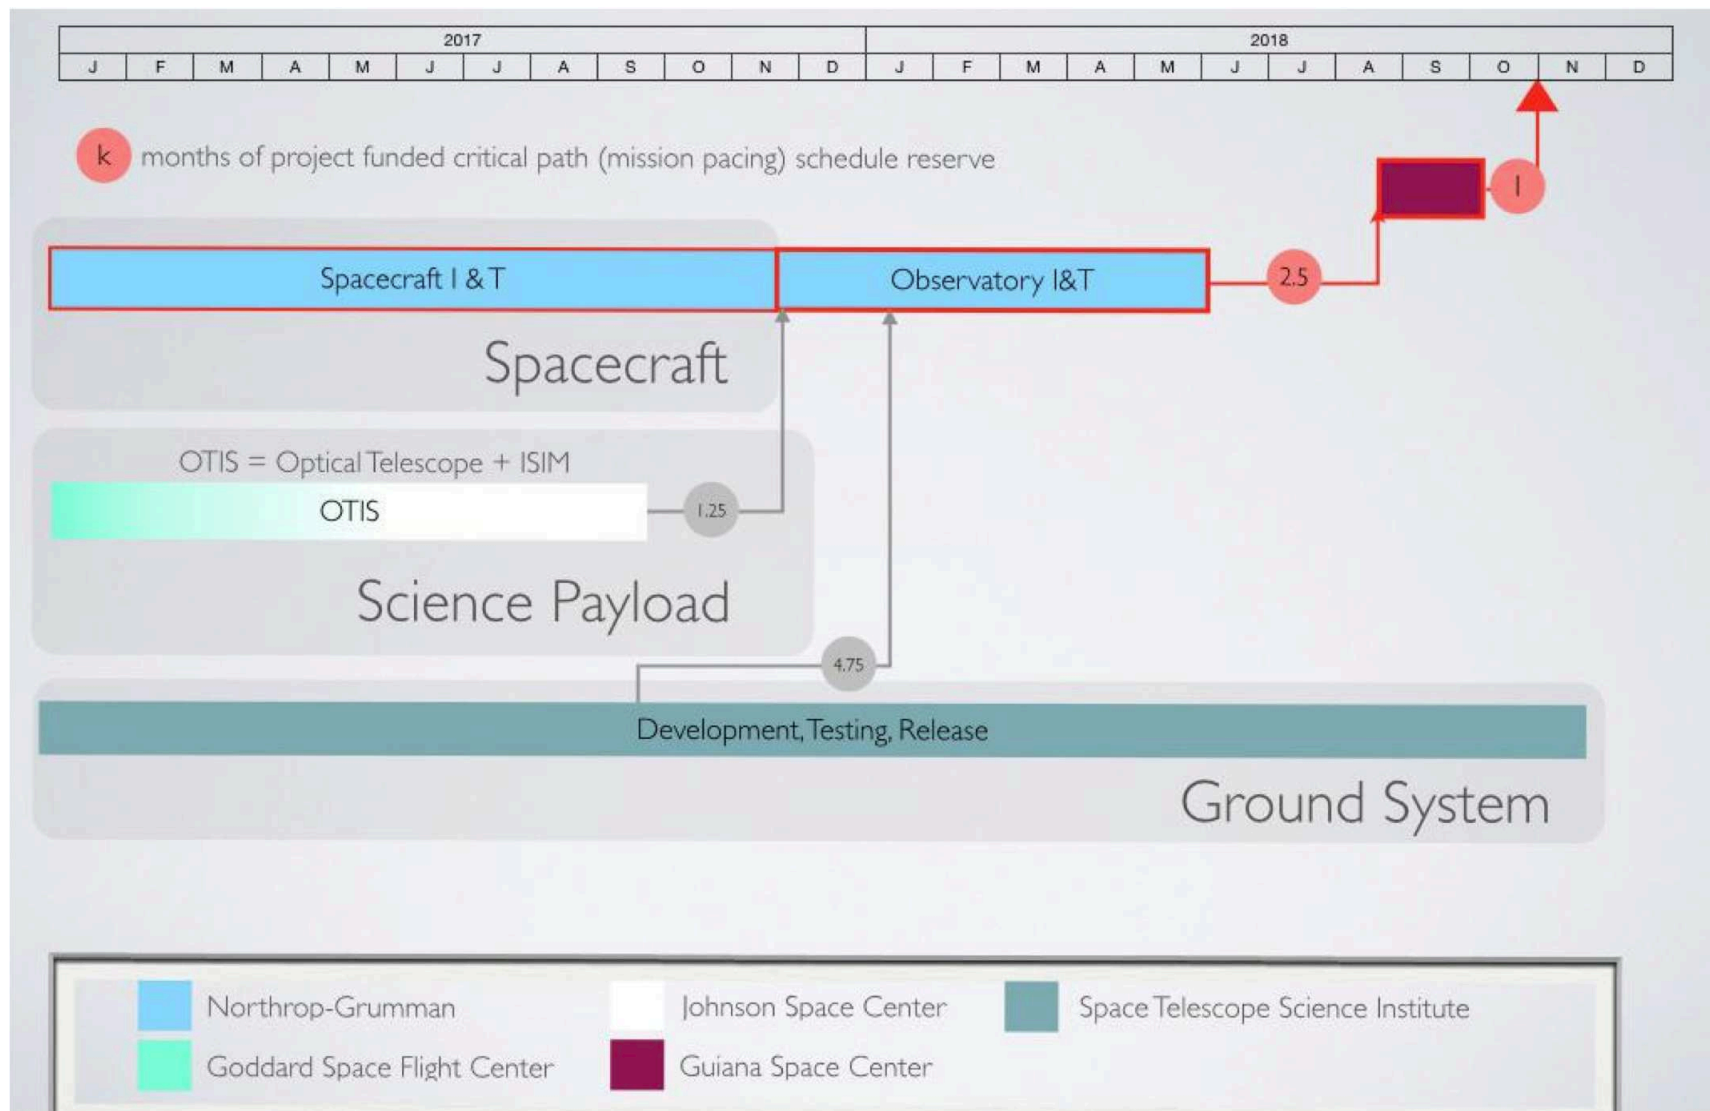 2017 2018
J F M A M J J A S O N D J F M A M J J A S O N D
k months of project funded critical path (mission pacing) schedule reserve
1
Spacecraft I & T Observatory I&T 2.5
Spacecraft
OTIS = Optical Telescope + ISIM
OTIS 1.25
Science Payload
4.75
Development, Testing, Release
Ground System
Northrop-Grumman Johnson Space Center Space Telescope Science Institute
Goddard Space Flight Center Guiana Space Center